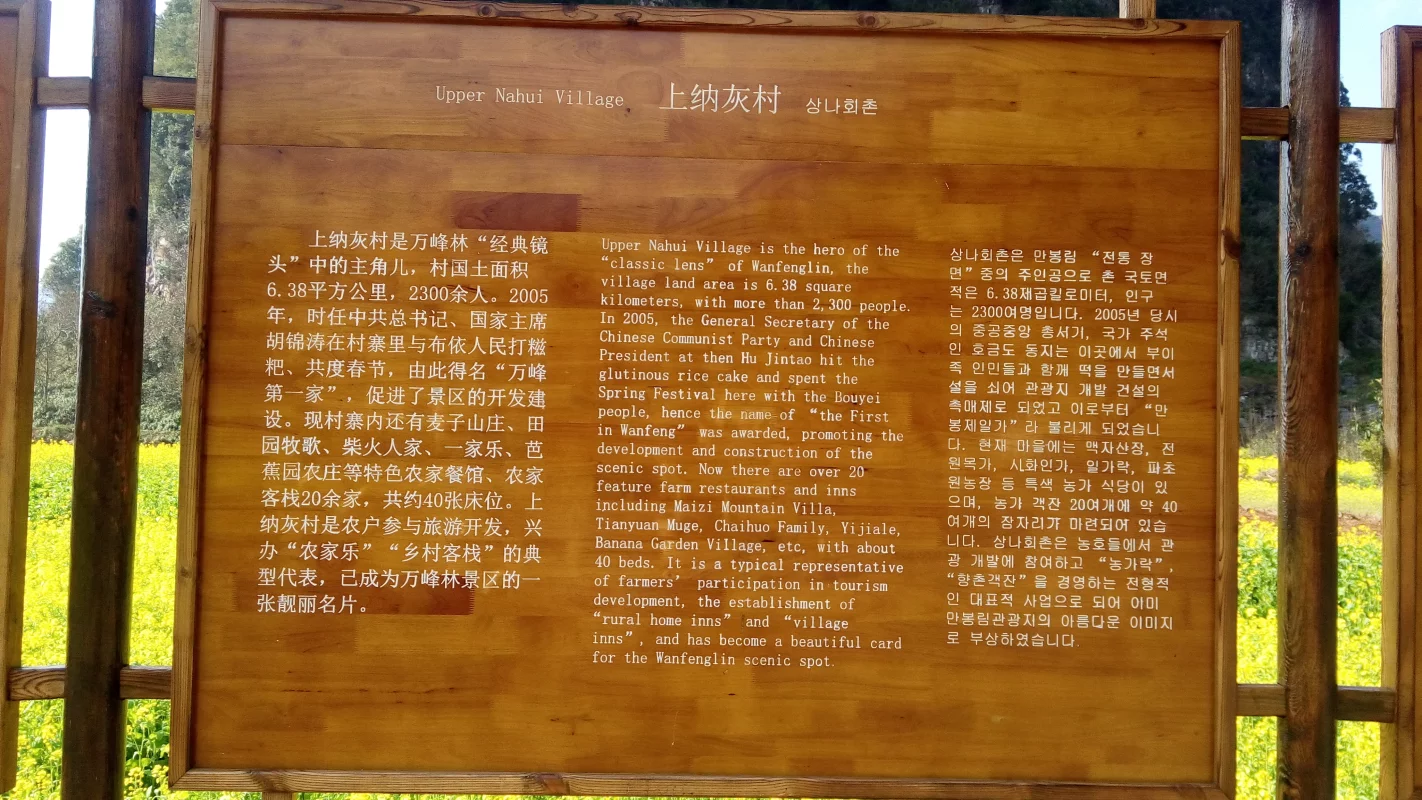 Upper Nahui Village 上纳灰村 상나회촌
上纳灰村是万峰林“经典镜
头”中的主角儿，村国土面积
6.38平方公里，2300余人。2005
年，时任中共总书记、国家主席
胡锦涛在村寨里与布依人民打糍
粑、共度春节，由此得名“万峰
第一家”，促进了景区的开发建
设。现村寨内还有麦子山庄、田
园牧歌、柴火人家、一家乐、芭
蕉园农庄等特色农家餐馆、农家
客栈20余家，共约40张床位。上
纳灰村是农户参与旅游开发，兴
办“农家乐”“乡村客栈”的典
型代表，已成为万峰林景区的一
张靓丽名片。
Upper Nahui Village is the hero of the
“classic lens” of Wanfenglin, the
village land area is 6.38 square
kilometers, with more than 2,300 people.
In 2005, the General Secretary of the
Chinese Communist Party and Chinese
President at then Hu Jintao hit the
glutinous rice cake and spent the
Spring Festival here with the Bouyei
people, hence the name of “the First
in Wanfeng” was awarded, promoting the
development and construction of the
scenic spot. Now there are over 20
feature farm restaurants and inns
including Maizi Mountain Villa,
Tianyuan Muge, Chaihuo Family, Yijiale,
Banana Garden Village, etc, with about
40 beds. It is a typical representative
of farmers’ participation in tourism
development, the establishment of
“rural home inns” and “village
inns”, and has become a beautiful card
for the Wanfenglin scenic spot.
상나회촌은 만봉림 “전통 장
면”중의 주인공으로 촌 국토면
적은 6.38제곱킬로미터, 인구
는 2300여명입니다. 2005년 당시
의 중공중앙 총서기, 국가 주석
인 호금도 동지는 이곳에서 부이
족 인민들과 함께 떡을 만들면서
설을 쇠어 관광지 개발 건설의
촉매제로 되었고 이로부터 “만
봉제일가”라 불리게 되었습니
다. 현재 마을에는 맥자산장, 전
원목가, 시화인가, 일가락, 파초
원농장 등 특색 농가 식당이 있
으며, 농가 객잔 20여개에 약 40
여개의 잠자리가 마련되어 있습
니다. 상나회촌은 농호들에서 관
광 개발에 참여하고 “농가락”,
“향촌객잔”을 경영하는 전형적
인 대표적 사업으로 되어 이미
만봉림관광지의 아름다운 이미지
로 부상하였습니다.